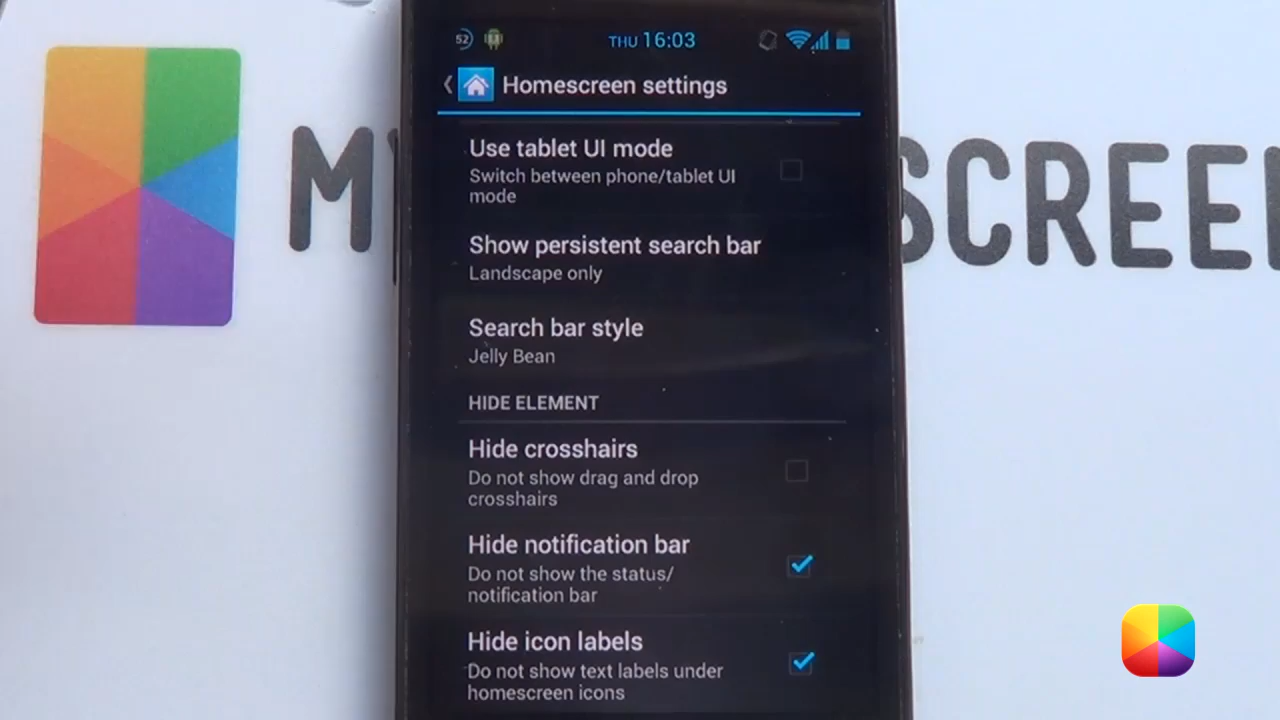 52
THU 16:03
Homescreen settings
Use tablet UI mode
Switch between phone/tablet UI
mode
Show persistent search bar
Landscape only
Search bar style
Jelly Bean
HIDE ELEMENT
Hide crosshairs
Do not show drag and drop
crosshairs
Hide notification bar
Do not show the status/
notification bar
Hide icon labels
Do not show text labels under
homescreen icons
M
SCREE